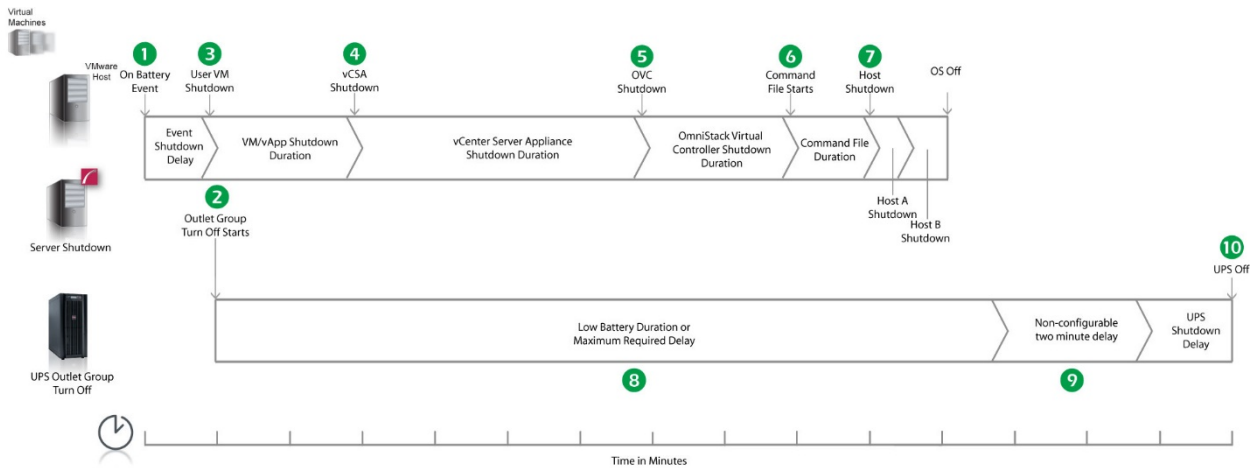 Virtual
Machines
VMware
Host
1
On Battery
Event
3
User VM
Shutdown
4
vCSA
Shutdown
5
OVC
Shutdown
6
Command
File Starts
7
Host
Shutdown
OS Off
Event
Shutdown
Delay
VM/vApp Shutdown
Duration
vCenter Server Appliance
Shutdown Duration
OmniStack Virtual
Controller Shutdown
Duration
Command File
Duration
Host A
Shutdown
Host B
Shutdown
Server Shutdown
2
Outlet Group
Turn Off Starts
10
UPS Off
Low Battery Duration or
Maximum Required Delay
Non-configurable
two minute delay
UPS
Shutdown
Delay
UPS Outlet Group
Turn Off
8
9
Time in Minutes